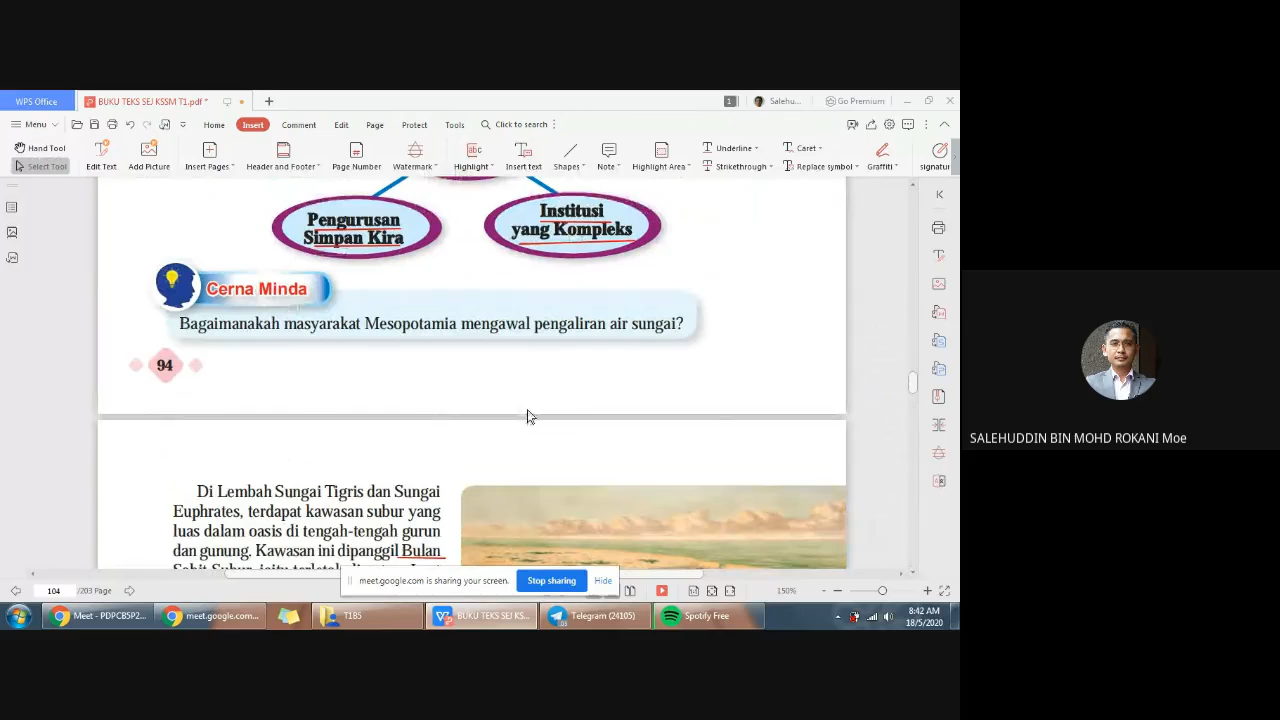 WPS Office
BUKU TEKS SEJ KSSM T1.pdf *
1
Salehu...
Go Premium
Menu
Home
Insert
Comment
Edit
Page
Protect
Tools
Click to search
Hand Tool
Select Tool
Edit Text
Add Picture
Insert Pages
Header and Footer
Page Number
Watermark
Highlight
Insert text
Shapes
Note
Highlight Area
Underline
Strikethrough
Caret
Replace symbol
Graffiti
signatur
Pengurusan
Simpan Kira
Institusi
yang Kompleks
Cerna Minda
Bagaimanakah masyarakat Mesopotamia mengawal pengaliran air sungai?
94
Di Lembah Sungai Tigris dan Sungai
Euphrates, terdapat kawasan subur yang
luas dalam oasis di tengah-tengah gurun
dan gunung. Kawasan ini dipanggil Bulan
meet.google.com is sharing your screen.
Stop sharing
Hide
104
/203 Page
150%
Meet - PDPCB5P2...
meet.google.com...
T1BS
BUKU TEKS SEJ KS...
Telegram (24105)
Spotify Free
8:42 AM
18/5/2020
SALEHUDDIN BIN MOHD ROKANI Moe